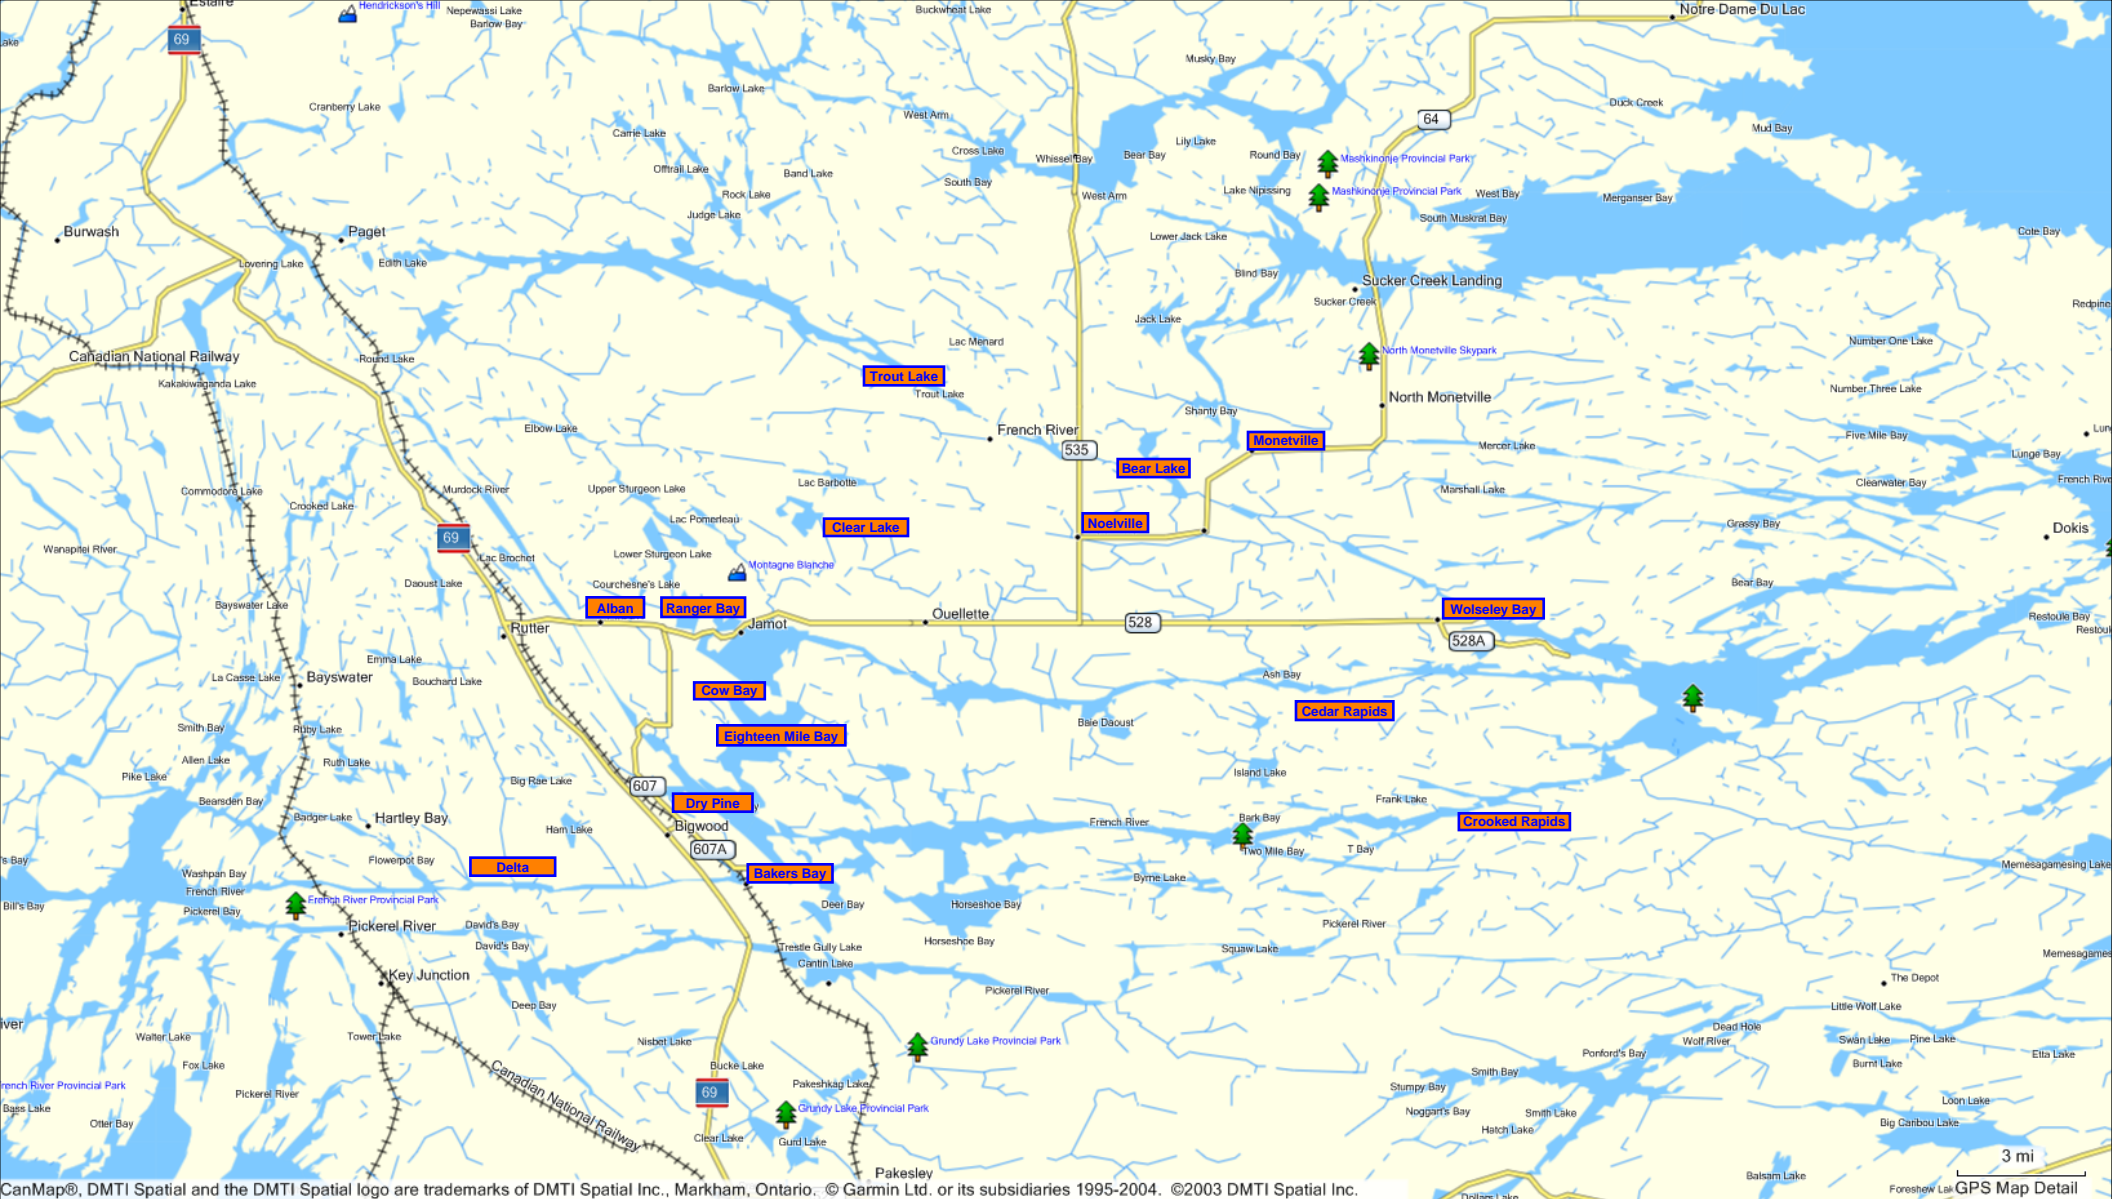 Estaire
Hendrickson's Hill
Nepewassi Lake
Buckwheat Lake
Notre Dame Du Lac
Barlow Bay
69
ake
Musky Bay
Barlow Lake
Cranberry Lake
Duck Creek
West Arm
64
Mud Bay
Carrie Lake
Lily Lake
Cross Lake
Whissel Bay
Bear Bay
Round Bay
Mashkinonje Provincial Park
Offtrail Lake
Band Lake
South Bay
Rock Lake
West Arm
Lake Nipissing
Mashkinonje Provincial Park
West Bay
Merganser Bay
Judge Lake
South Muskrat Bay
Burwash
Paget
Lower Jack Lake
Cote Bay
Lovering Lake
Edith Lake
Blind Bay
Sucker Creek Landing
Sucker Creek
Redpine
Jack Lake
Lac Menard
Number One Lake
Canadian National Railway
Round Lake
North Monetville Skypark
Trout Lake
Kakakiwaganda Lake
Trout Lake
Number Three Lake
North Monetville
Shanty Bay
Elbow Lake
French River
Lun
Five Mile Bay
Monetville
Mercer Lake
535
Lunge Bay
Bear Lake
Lac Barbotte
French Rive
Clearwater Bay
Commodore Lake
Murdock River
Upper Sturgeon Lake
Marshall Lake
Crooked Lake
Lac Pomerleau
Clear Lake
Noelville
Grassy Bay
Dokis
69
Wanapitei River
Lac Brochet
Lower Sturgeon Lake
Montagne Blanche
Daoust Lake
Courchesne's Lake
Bear Bay
Bayswater Lake
Alban
Ranger Bay
Ouellette
Wolseley Bay
Restoule Bay
Rutter
Jamot
528
Restoul
528A
Emma Lake
La Casse Lake
Bayswater
Bouchard Lake
Cow Bay
Ash Bay
Cedar Rapids
Smith Bay
Ruby Lake
Baie Daoust
Eighteen Mile Bay
Allen Lake
Ruth Lake
Pike Lake
Big Rae Lake
Island Lake
607
Bearsden Bay
Dry Pine
y
Frank Lake
Badger Lake
Hartley Bay
Ham Lake
Bigwood
French River
Bark Bay
Crooked Rapids
607A
Two Mile Bay
T Bay
s Bay
Flowerpot Bay
Delta
Bakers Bay
Memesagamesing Lake
Washpan Bay
Byrne Lake
French River
French River Provincial Park
Bill's Bay
Pickerel Bay
Deer Bay
Horseshoe Bay
Pickerel River
David's Bay
Pickerel River
David's Bay
Trestle Gully Lake
Horseshoe Bay
Squaw Lake
Memesagames
Cantin Lake
Key Junction
The Depot
Pickerel River
Deep Bay
Little Wolf Lake
iver
Walter Lake
Tower Lake
Nisbet Lake
Grundy Lake Provincial Park
Dead Hole
Wolf River
Swan Lake
Pine Lake
Ponford's Bay
Etta Lake
Fox Lake
Bucke Lake
Burnt Lake
Canadian National Railway
Smith Bay
rench River Provincial Park
69
Pakeshkag Lake
Stumpy Bay
Pickerel River
Bass Lake
Grundy Lake Provincial Park
Noggar's Bay
Smith Lake
Loon Lake
Otter Bay
Hatch Lake
Big Caribou Lake
Clear Lake
Gurd Lake
3 mi
Pakesley
Balsam Lake
CanMap®, DMTI Spatial and the DMTI Spatial logo are trademarks of DMTI Spatial Inc., Markham, Ontario. © Garmin Ltd. or its subsidiaries 1995-2004. ©2003 DMTI Spatial Inc.
Dollars Lake
Foreshew Lak
GPS Map Detail